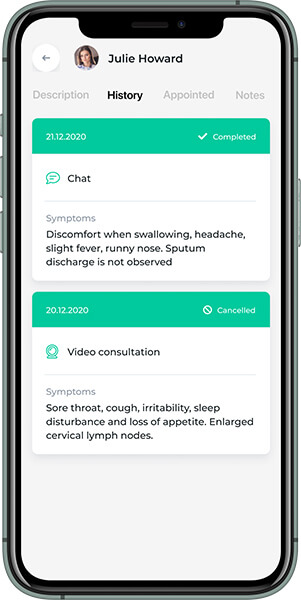 Julie Howard
Description History Appointed Notes
21.12.2020 Completed
Chat
Symptoms
Discomfort when swallowing, headache,
slight fever, runny nose. Sputum
discharge is not observed
20.12.2020 Cancelled
Video consultation
Symptoms
Sore throat, cough, irritability, sleep
disturbance and loss of appetite. Enlarged
cervical lymph nodes.